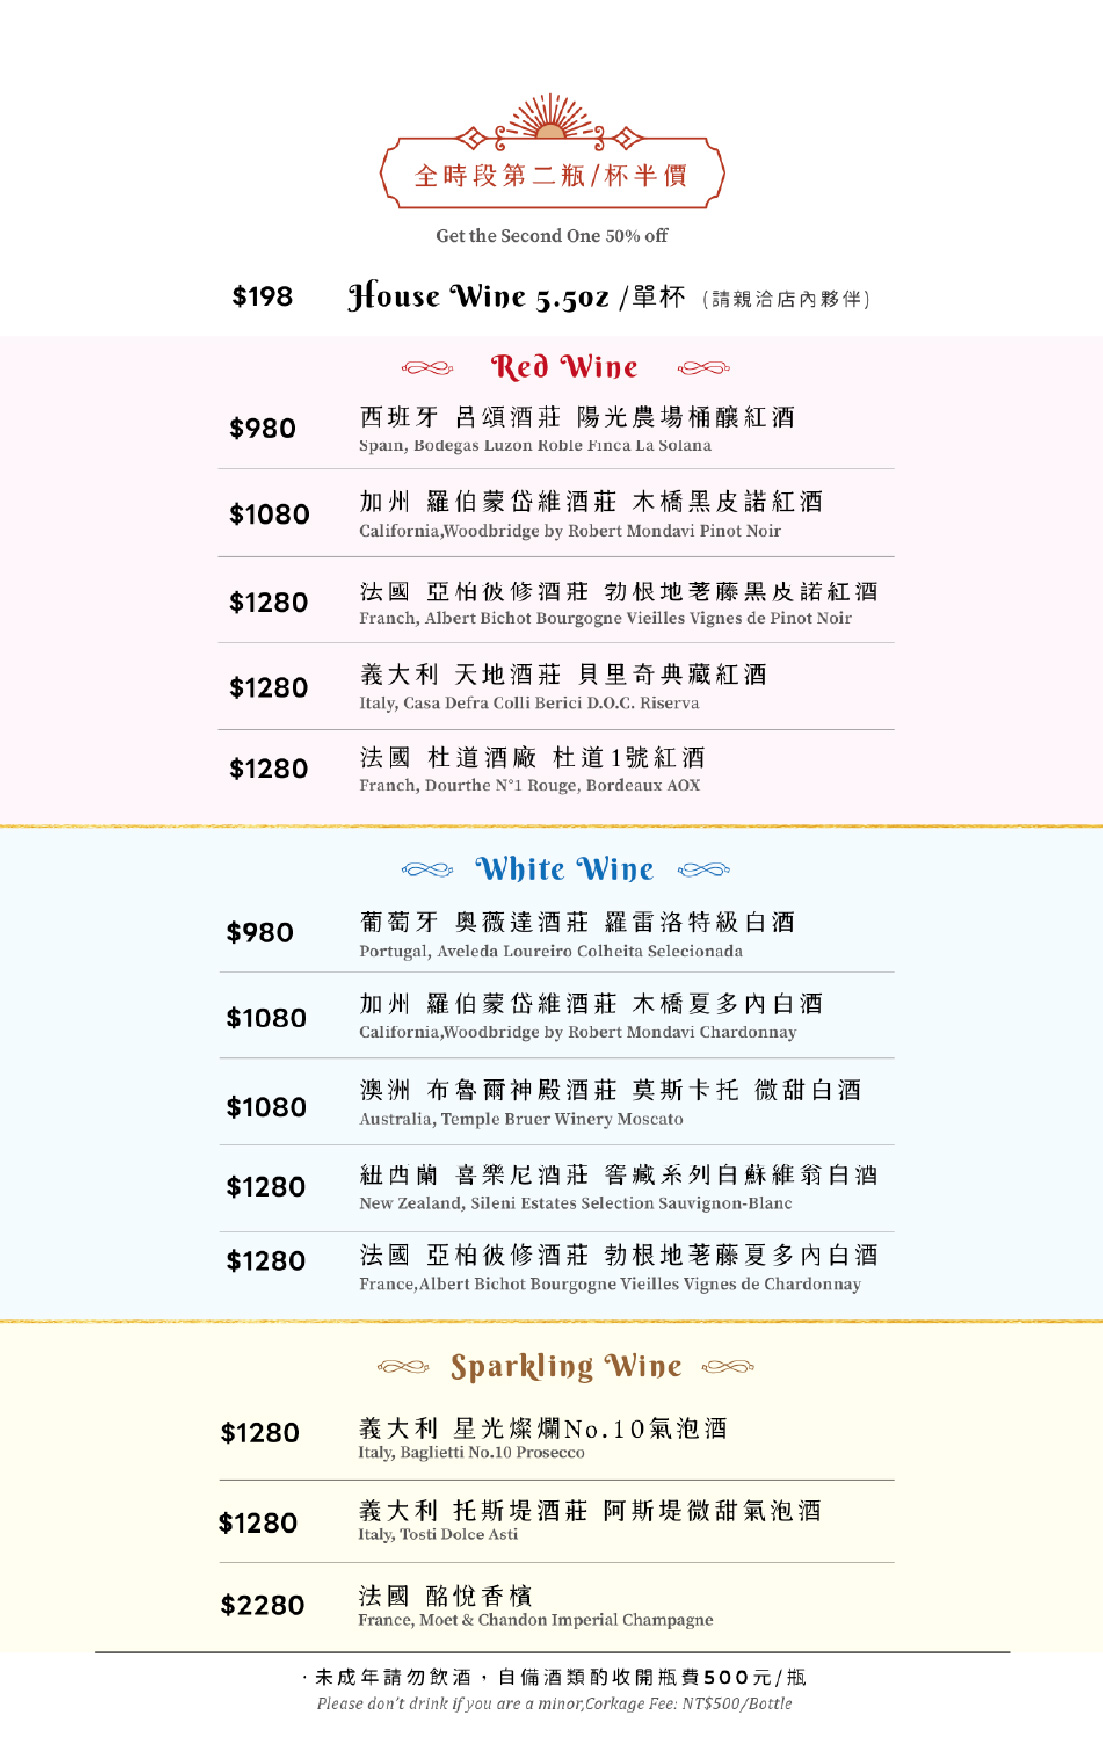 全時段第二瓶/杯半價
Get the Second One 50% off
$198 House Wine 5.5oz /單杯 (請親洽店內夥伴)
Red Wine
$980 西班牙 呂頌酒莊 陽光農場桶釀紅酒
Spain, Bodegas Luzon Roble Finca La Solana
$1080 加州 羅伯蒙岱維酒莊 木橋黑皮諾紅酒
California,Woodbridge by Robert Mondavi Pinot Noir
$1280 法國 亞柏彼修酒莊 勃根地荖藤黑皮諾紅酒
Franch, Albert Bichot Bourgogne Vieilles Vignes de Pinot Noir
$1280 義大利 天地酒莊 貝里奇典藏紅酒
Italy, Casa Defra Colli Berici D.O.C. Riserva
$1280 法國 杜道酒廠 杜道1號紅酒
Franch, Dourthe N°1 Rouge, Bordeaux AOX
White Wine
$980 葡萄牙 奧薇達酒莊 羅雷洛特級白酒
Portugal, Aveleda Loureiro Colheita Selecionada
$1080 加州 羅伯蒙岱維酒莊 木橋夏多內白酒
California,Woodbridge by Robert Mondavi Chardonnay
$1080 澳洲 布魯爾神殿酒莊 莫斯卡托 微甜白酒
Australia, Temple Bruer Winery Moscato
$1280 紐西蘭 喜樂尼酒莊 窖藏系列白蘇維翁白酒
New Zealand, Sileni Estates Selection Sauvignon-Blanc
$1280 法國 亞柏彼修酒莊 勃根地荖藤夏多內白酒
France,Albert Bichot Bourgogne Vieilles Vignes de Chardonnay
Sparkling Wine
$1280 義大利 星光燦爛No.10氣泡酒
Italy, Baglietti No.10 Prosecco
$1280 義大利 托斯堤酒莊 阿斯堤微甜氣泡酒
Italy, Tosti Dolce Asti
$2280 法國 酩悅香檳
France, Moet & Chandon Imperial Champagne
·未成年請勿飲酒，自備酒類酌收開瓶費500元/瓶
Please don't drink if you are a minor,Corkage Fee: NT$500/Bottle